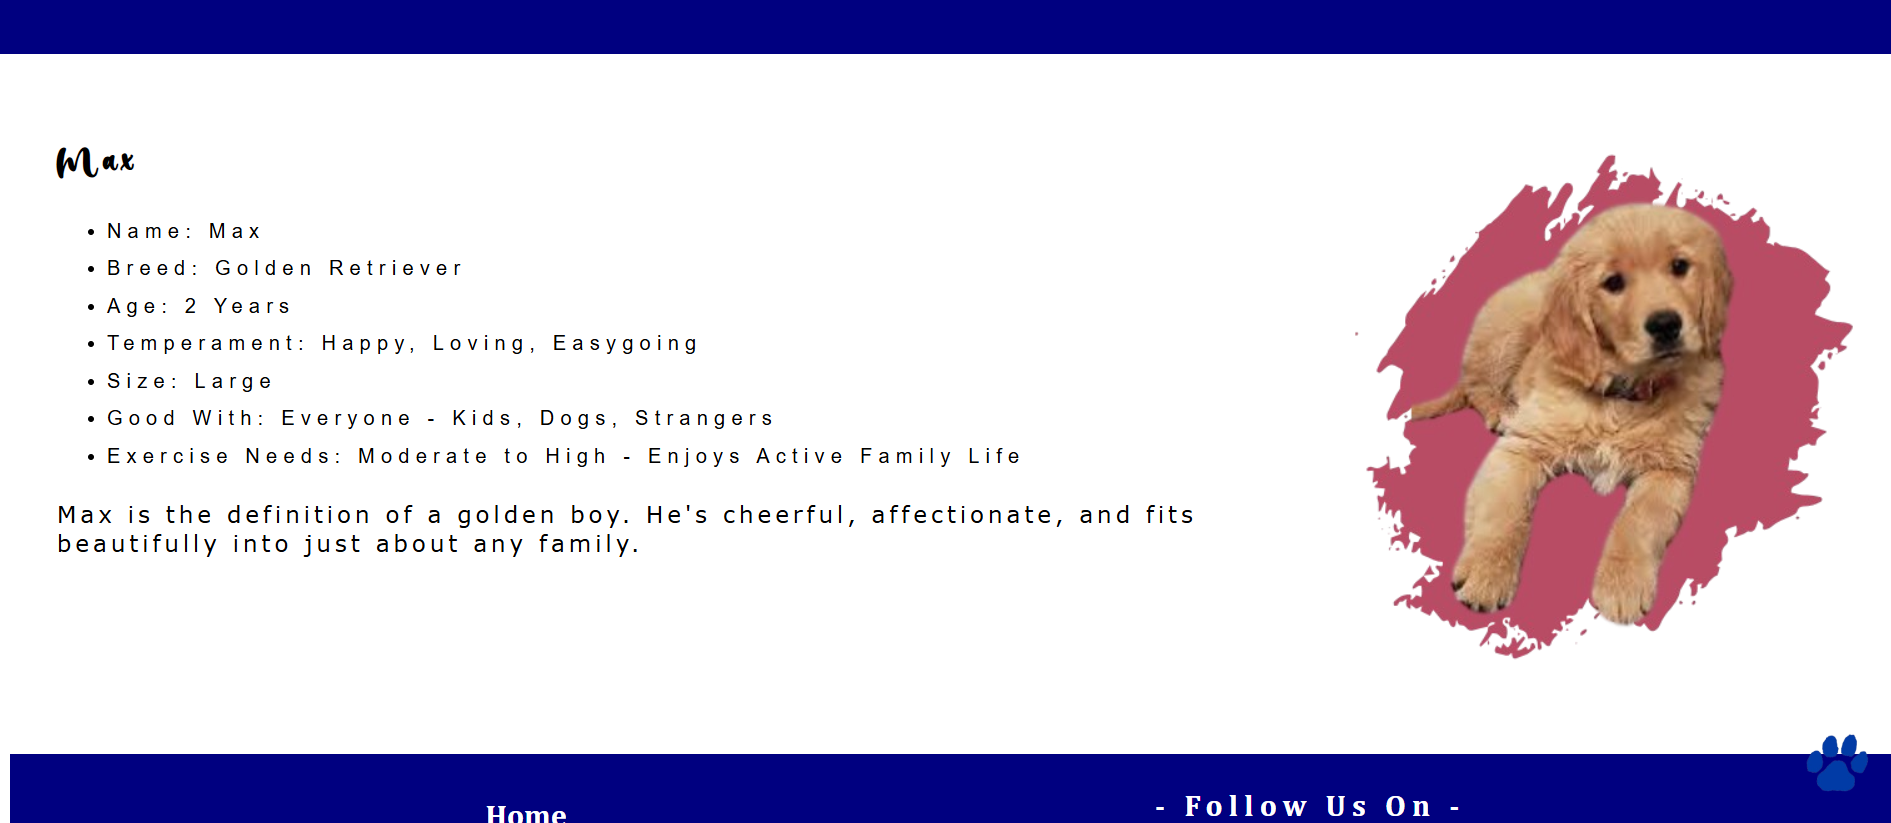 Max
Name: Max
Breed: Golden Retriever
Age: 2 Years
Temperament: Happy, Loving, Easygoing
Size: Large
Good With: Everyone - Kids, Dogs, Strangers
Exercise Needs: Moderate to High - Enjoys Active Family Life
Max is the definition of a golden boy. He's cheerful, affectionate, and fits
beautifully into just about any family.
Home
- Follow Us On -